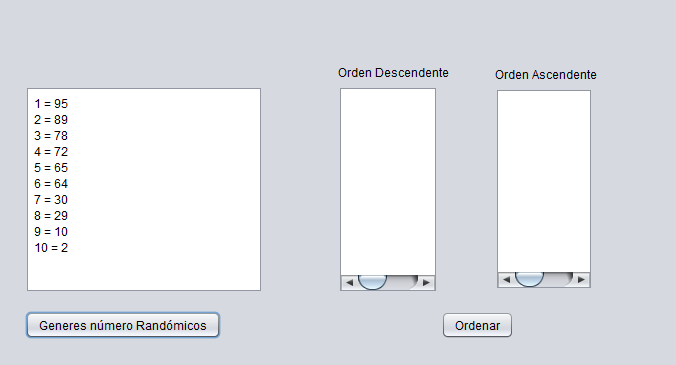 Orden Descendente
Orden Ascendente
1 = 95
2 = 89
3 = 78
4 = 72
5 = 65
6 = 64
7 = 30
8 = 29
9 = 10
10 = 2
Generes número Randómicos
Ordenar